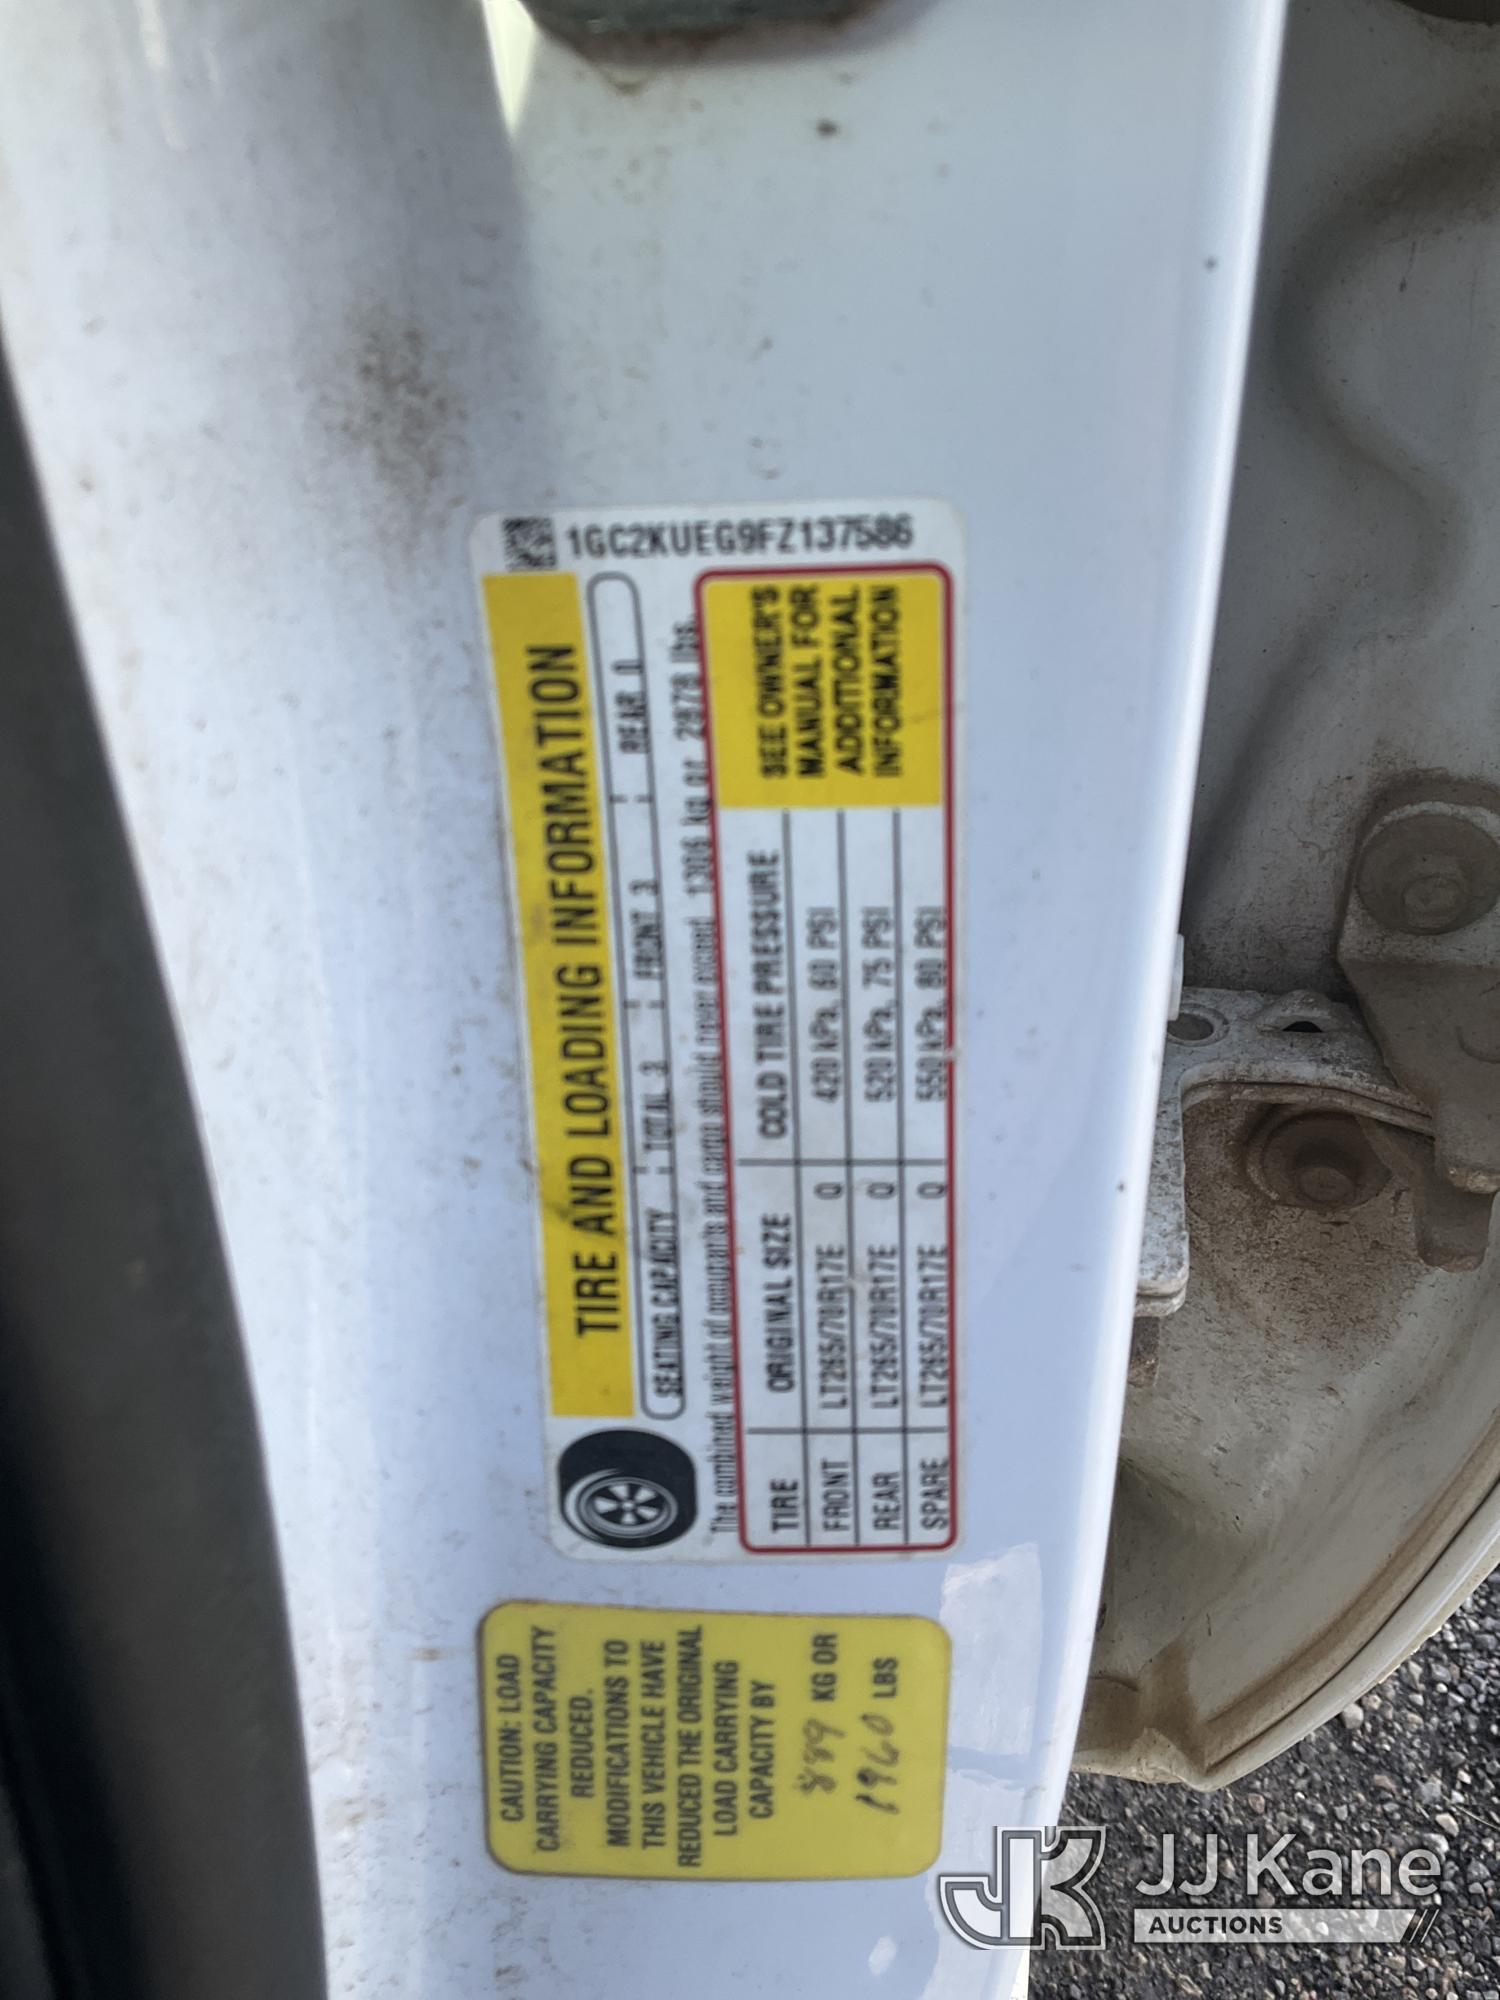 1GC2KUEG9FZ137586
TIRE AND LOADING INFORMATION
SEATING CAPACITY TOTAL 3 FRONT 3 REAR 0
The combined weight of occupants and cargo should never exceed 1306 kg or 2878 lbs.
TIRE ORIGINAL SIZE COLD TIRE PRESSURE
FRONT LT265/70R17E Q 420 kPa, 60 PSI
REAR LT265/70R17E Q 520 kPa, 75 PSI
SPARE LT265/70R17E Q 550 kPa, 80 PSI
SEE OWNER'S
MANUAL FOR
ADDITIONAL
INFORMATION
CAUTION: LOAD
CARRYING CAPACITY
REDUCED.
MODIFICATIONS TO
THIS VEHICLE HAVE
REDUCED THE ORIGINAL
LOAD CARRYING
CAPACITY BY
889 KG OR
1960 LBS
JK
JJ Kane
AUCTIONS